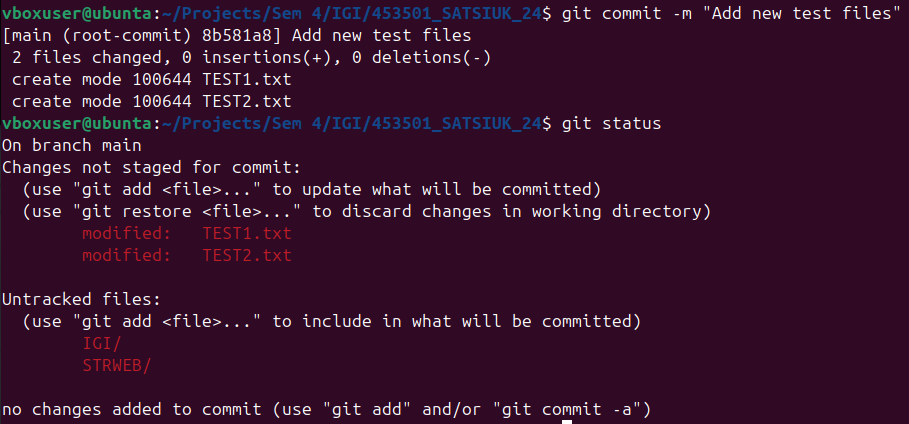 vboxuser@ubunta:~/Projects/Sem 4/IGI/453501_SATSIUK_24$ git commit -m "Add new test files"
[main (root-commit) 8b581a8] Add new test files
 2 files changed, 0 insertions(+), 0 deletions(-)
 create mode 100644 TEST1.txt
 create mode 100644 TEST2.txt
vboxuser@ubunta:~/Projects/Sem 4/IGI/453501_SATSIUK_24$ git status
On branch main
Changes not staged for commit:
  (use "git add <file>..." to update what will be committed)
  (use "git restore <file>..." to discard changes in working directory)
        modified:   TEST1.txt
        modified:   TEST2.txt

Untracked files:
  (use "git add <file>..." to include in what will be committed)
        IGI/
        STRWEB/

no changes added to commit (use "git add" and/or "git commit -a")